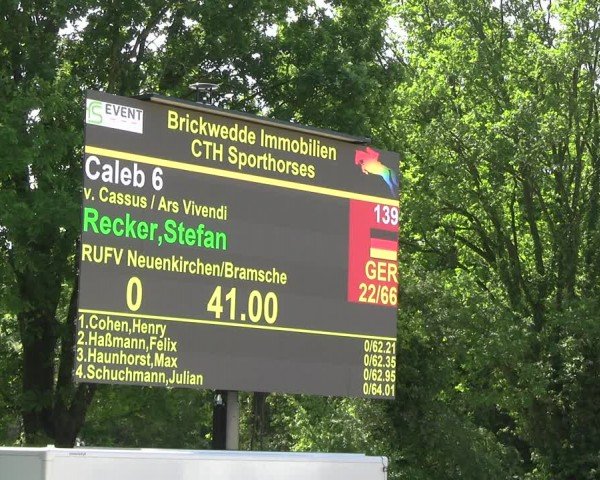 EVENT
Brickwedde Immobilien
CTH Sporthorses
Caleb 6
139
v. Cassus / Ars Vivendi
Recker,Stefan
RUFV Neuenkirchen/Bramsche
GER
0 41.00
22/66
1.Cohen,Henry 0/62.21
2.Haßmann,Felix 0/62.35
3.Haunhorst,Max 0/62.95
4.Schuchmann,Julian 0/64.01